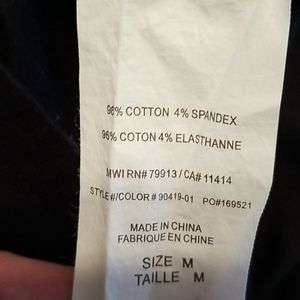 96% COTTON 4% SPANDEX
96% COTON 4% ELASTHANNE
MWI RN# 79913 / CA# 11414
STYLE #/COLOR # 90419-01 PO#169521
MADE IN CHINA
FABRIQUE EN CHINE
SIZE M
TAILLE M